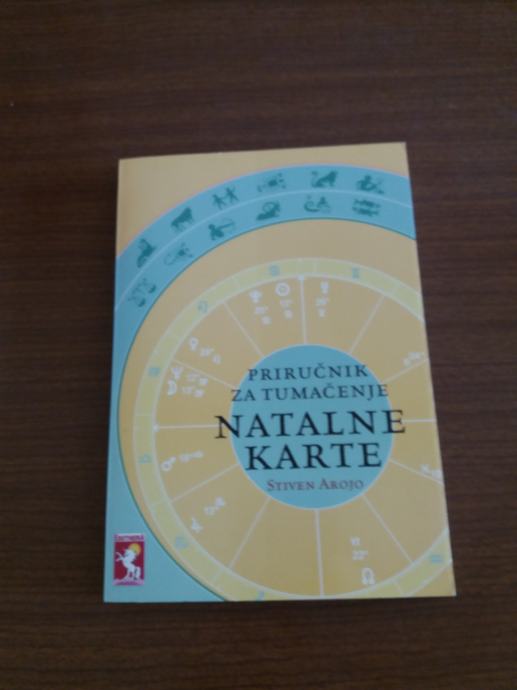 PRIRUČNIK
ZA TUMAČENJE
NATALNE
KARTE
STIVEN AROJO